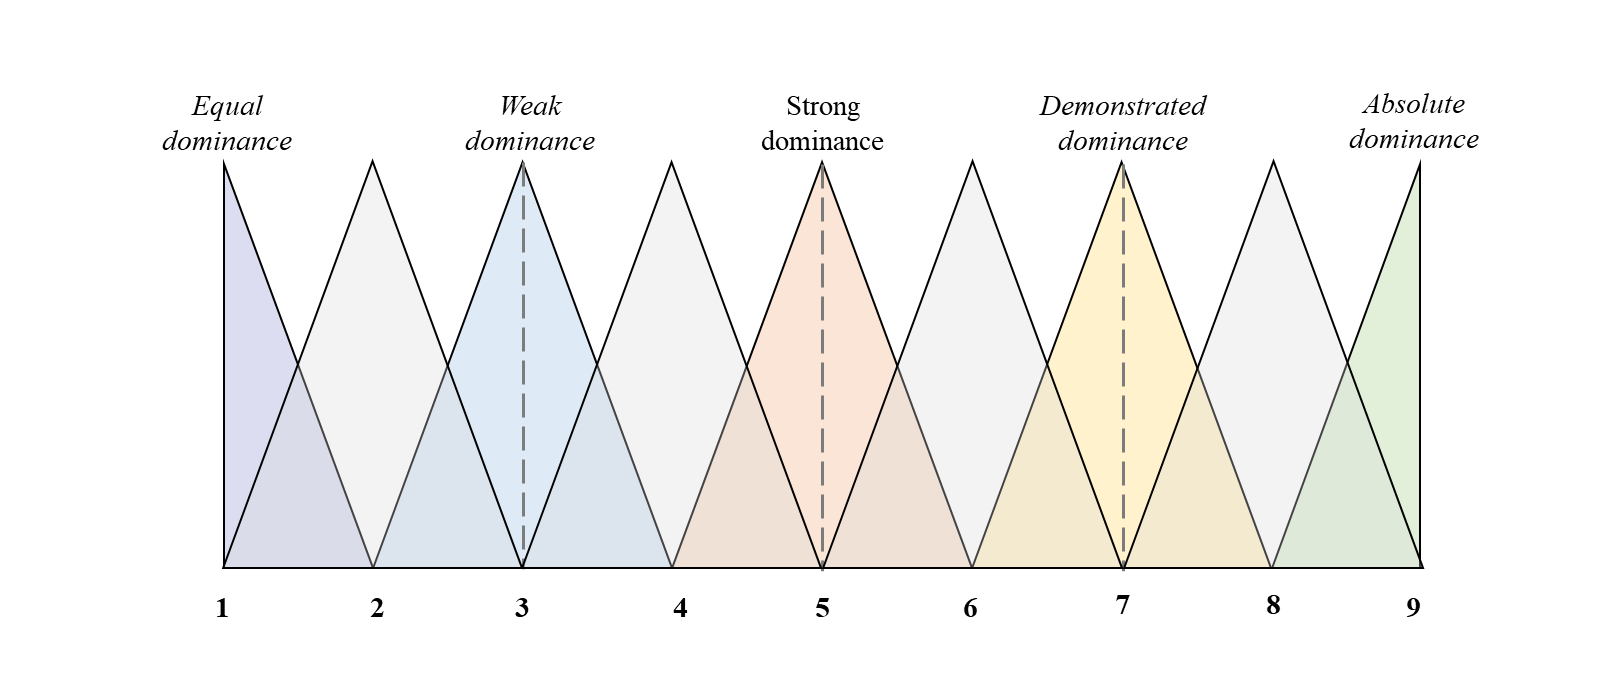 Equal
dominance
Weak
dominance
Strong
dominance
Demonstrated
dominance
Absolute
dominance
1 2 3 4 5 6 7 8 9